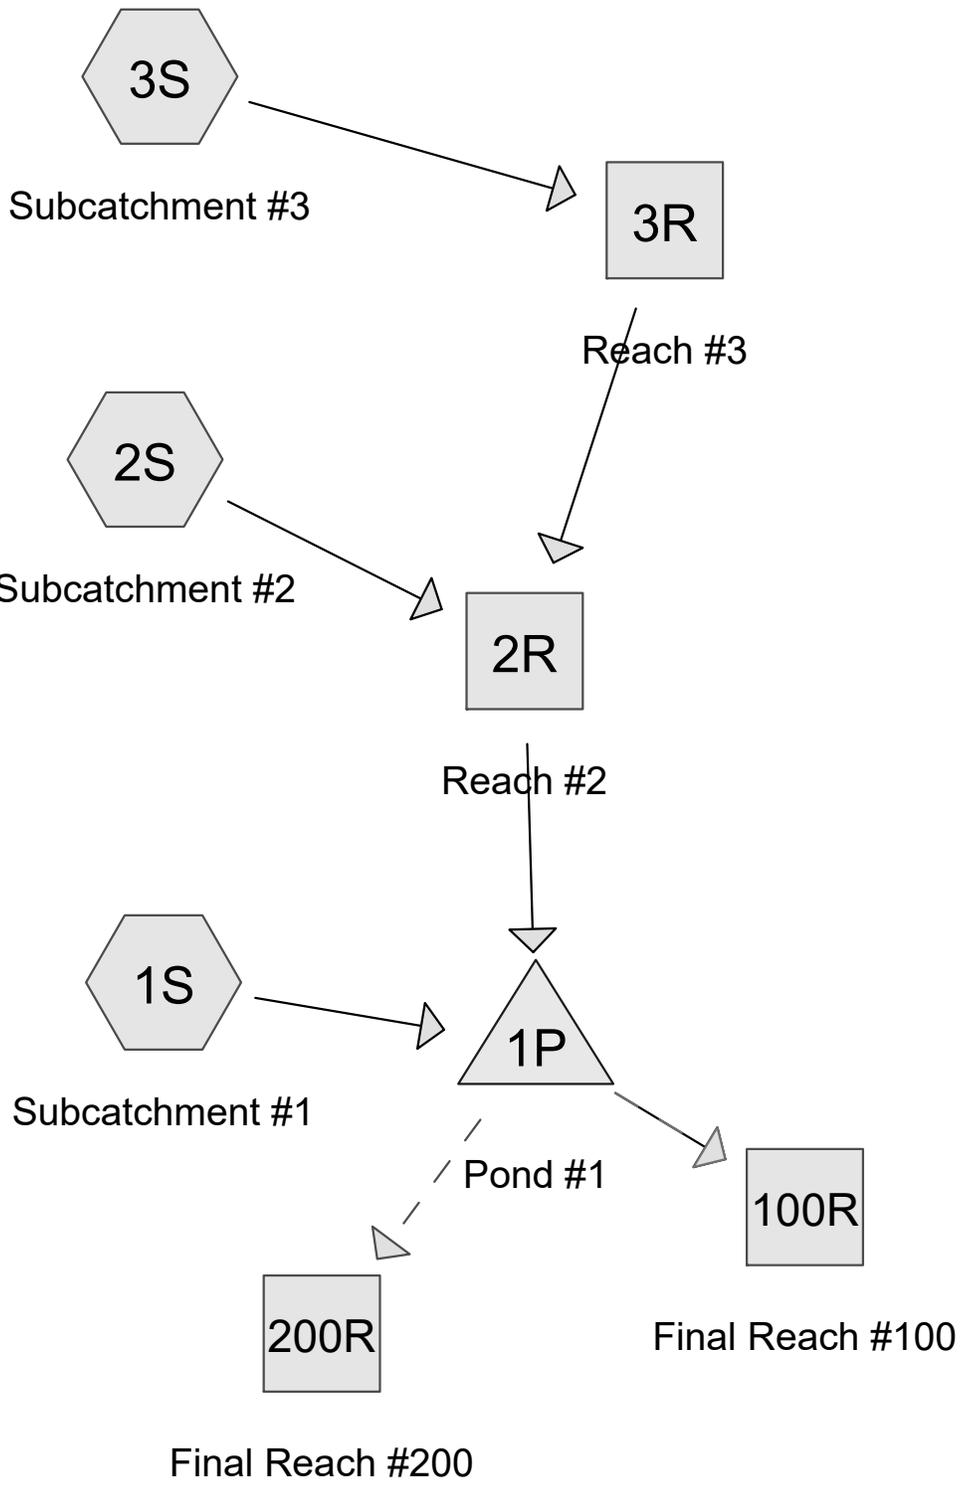 3S
Subcatchment #3
3R
Reach #3
2S
Subcatchment #2
2R
Reach #2
1S
Subcatchment #1
1P
Pond #1
100R
Final Reach #100
200R
Final Reach #200